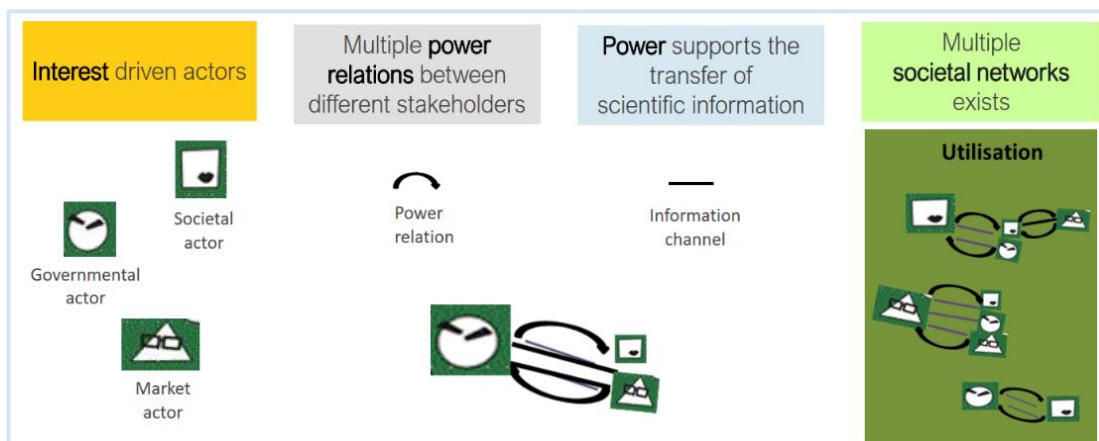 Interest driven actors
Multiple power
relations between
different stakeholders
Power supports the
transfer of
scientific information
Multiple
societal networks
exists
Societal
actor
Governmental
actor
Market
actor
Power
relation
Information
channel
Utilisation